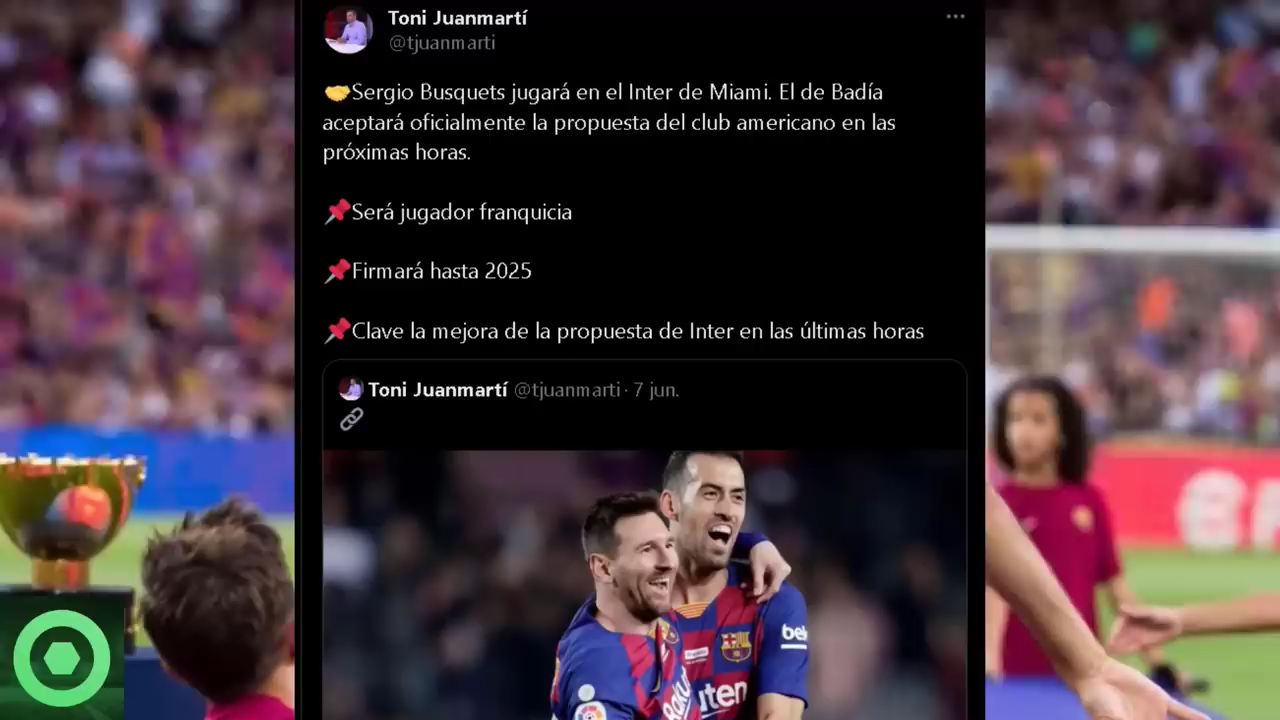 Toni Juanmartí
@tjuanmarti
Sergio Busquets jugará en el Inter de Miami. El de Badía
aceptará oficialmente la propuesta del club americano en las
próximas horas.
Será jugador franquicia
Firmará hasta 2025
Clave la mejora de la propuesta de Inter en las últimas horas
Toni Juanmartí @tjuanmarti · 7 jun.
beko
Rakuten